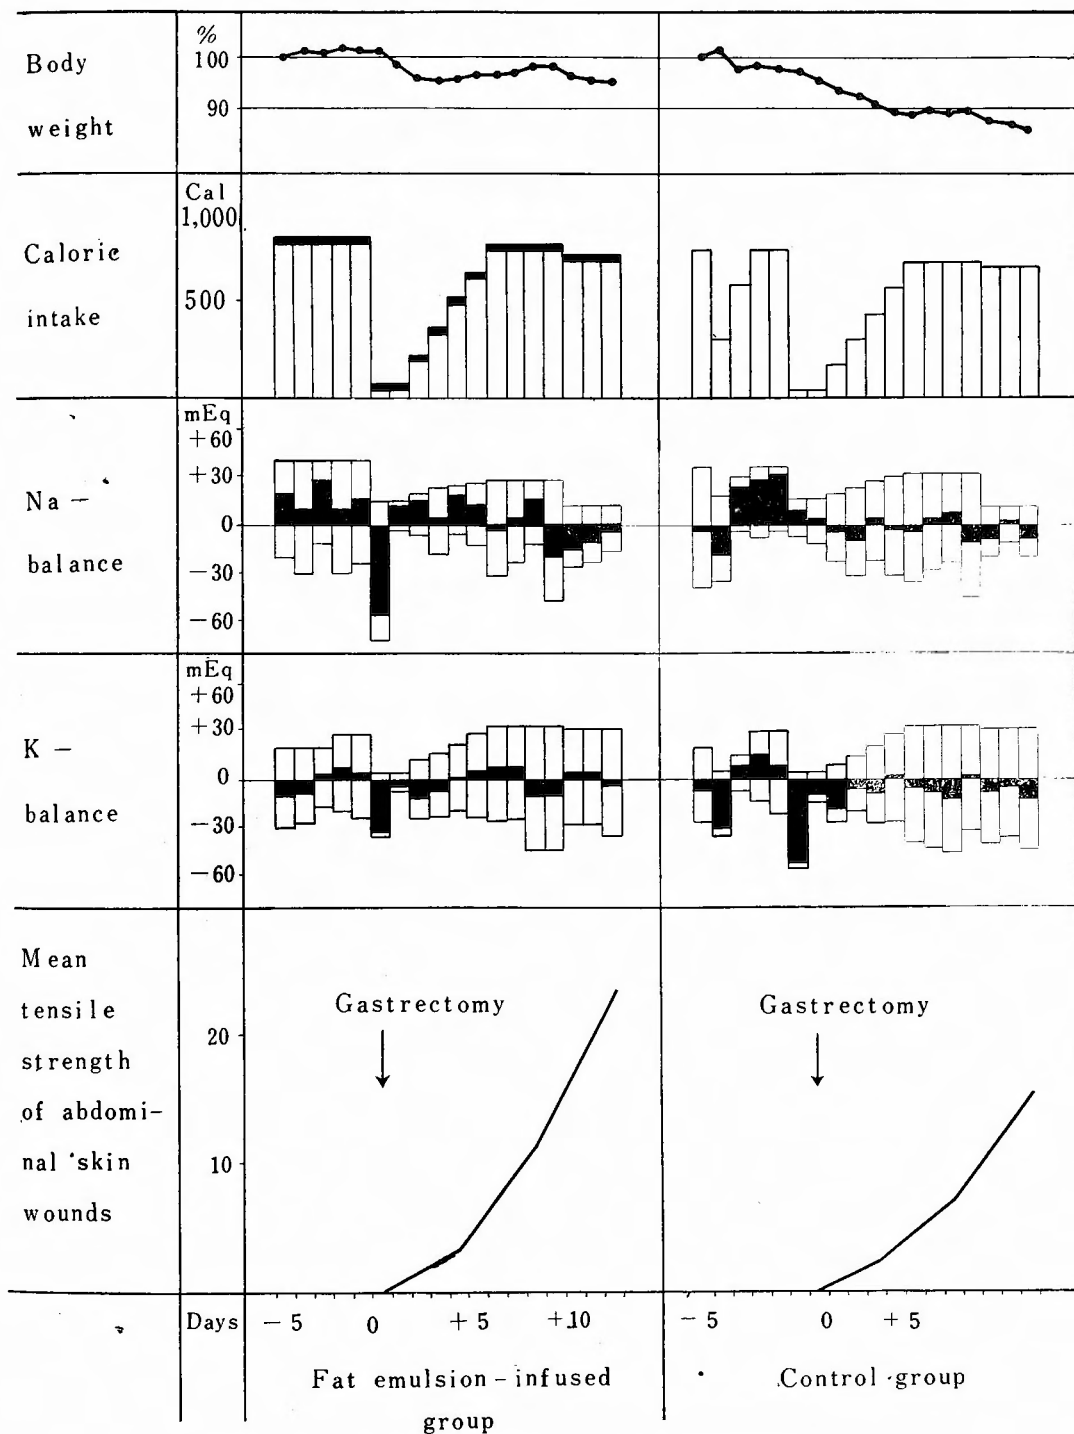 Body
weight
%
100
90
Calorie
intake
Cal
1,000
500
Na –
balance
mEq
+60
+30
0
–30
–60
K –
balance
mEq
+60
+30
0
–30
–60
Mean
tensile
strength
of abdomi–
nal skin
wounds
20
10
Gastrectomy
Gastrectomy
Days – 5 0 + 5 +10 – 5 0 + 5
Fat emulsion – infused
group
Control group